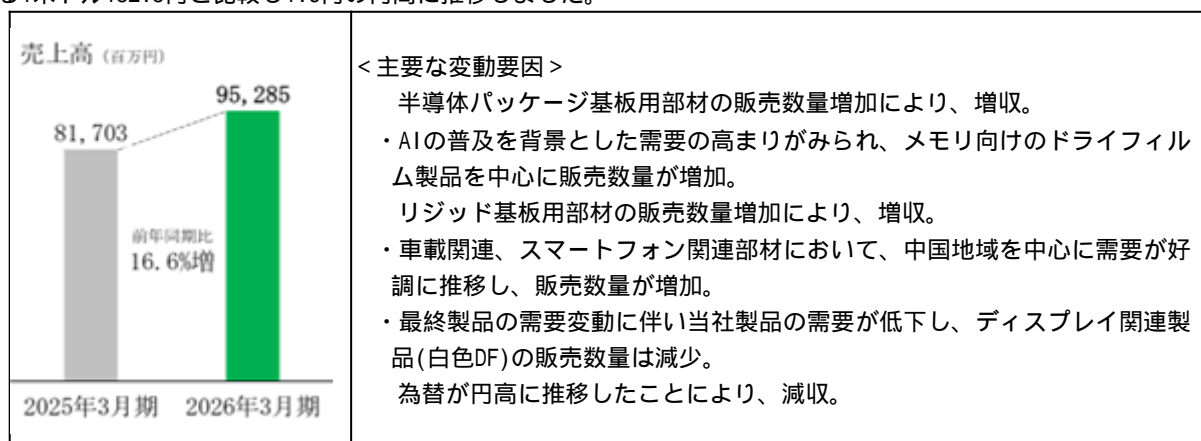 売上高 (百万円)
95,285
81,703
前年同期比
16.6%増
2025年3月期 2026年3月期
<主要な変動要因>
半導体パッケージ基板用部材の販売数量増加により、増収。
・AIの普及を背景とした需要の高まりがみられ、メモリ向けのドライフィル
ム製品を中心に販売数量が増加。
リジッド基板用部材の販売数量増加により、増収。
・車載関連、スマートフォン関連部材において、中国地域を中心に需要が好
調に推移し、販売数量が増加。
・最終製品の需要変動に伴い当社製品の需要が低下し、ディスプレイ関連製
品(白色DF)の販売数量は減少。
為替が円高に推移したことにより、減収。